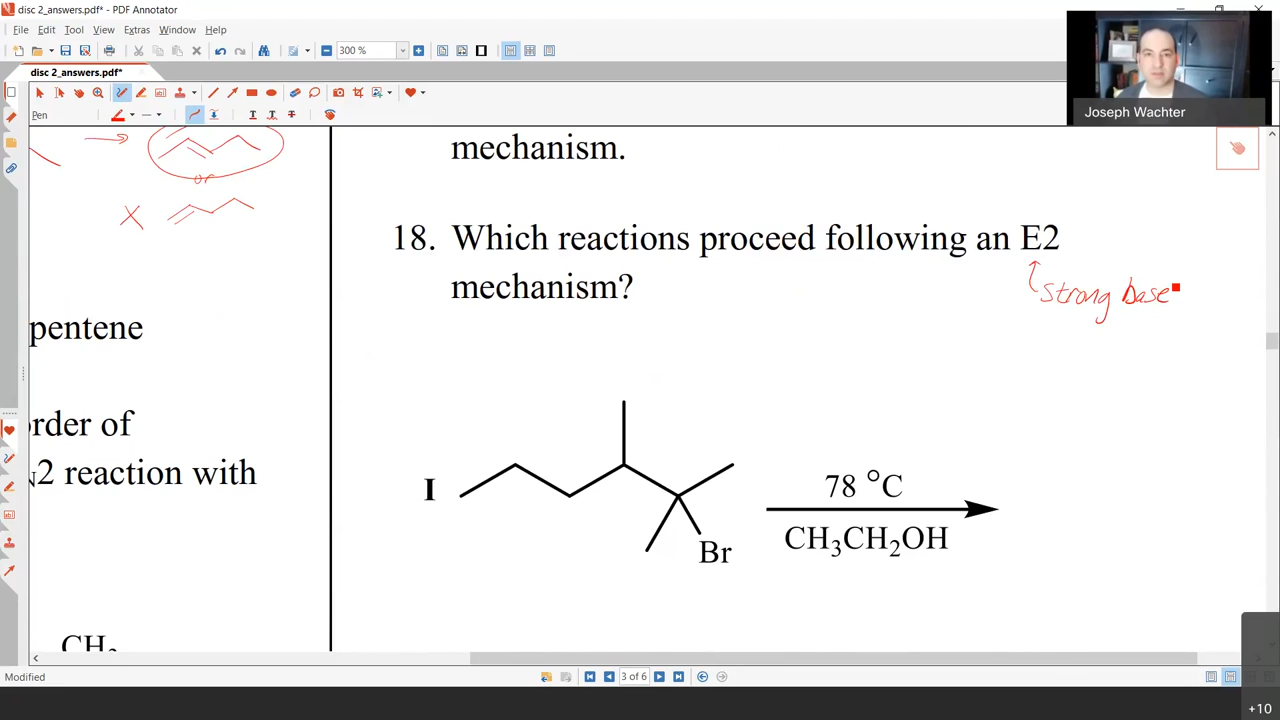 disc 2_answers.pdf* - PDF Annotator
File Edit Tool View Extras Window Help
300 %
disc 2_answers.pdf*
Pen
Joseph Wachter
or
X
mechanism.
18. Which reactions proceed following an E2
mechanism?
strong base
pentene
order of
N2 reaction with
CH3
I
Br
78 °C
CH3CH2OH
Modified
3 of 6
+10